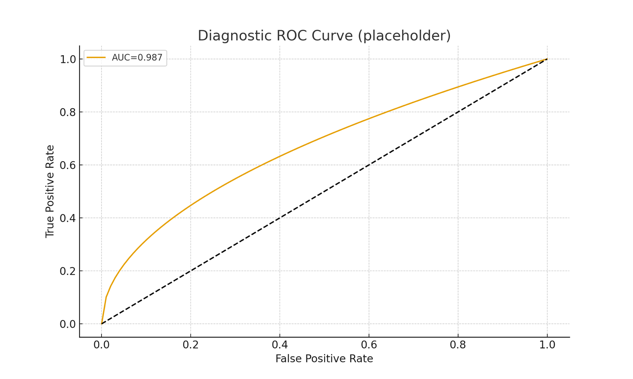 Diagnostic ROC Curve (placeholder)
AUC=0.987
1.0
0.8
0.6
0.4
0.2
0.0
True Positive Rate
0.0 0.2 0.4 0.6 0.8 1.0
False Positive Rate